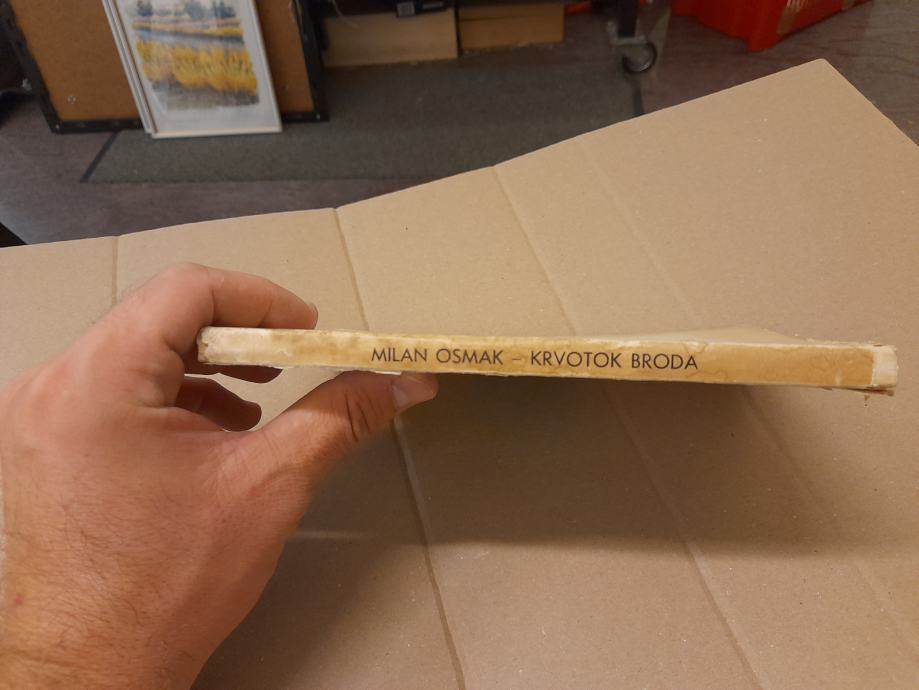 MILAN OSMAK – KRVOTOK BRODA